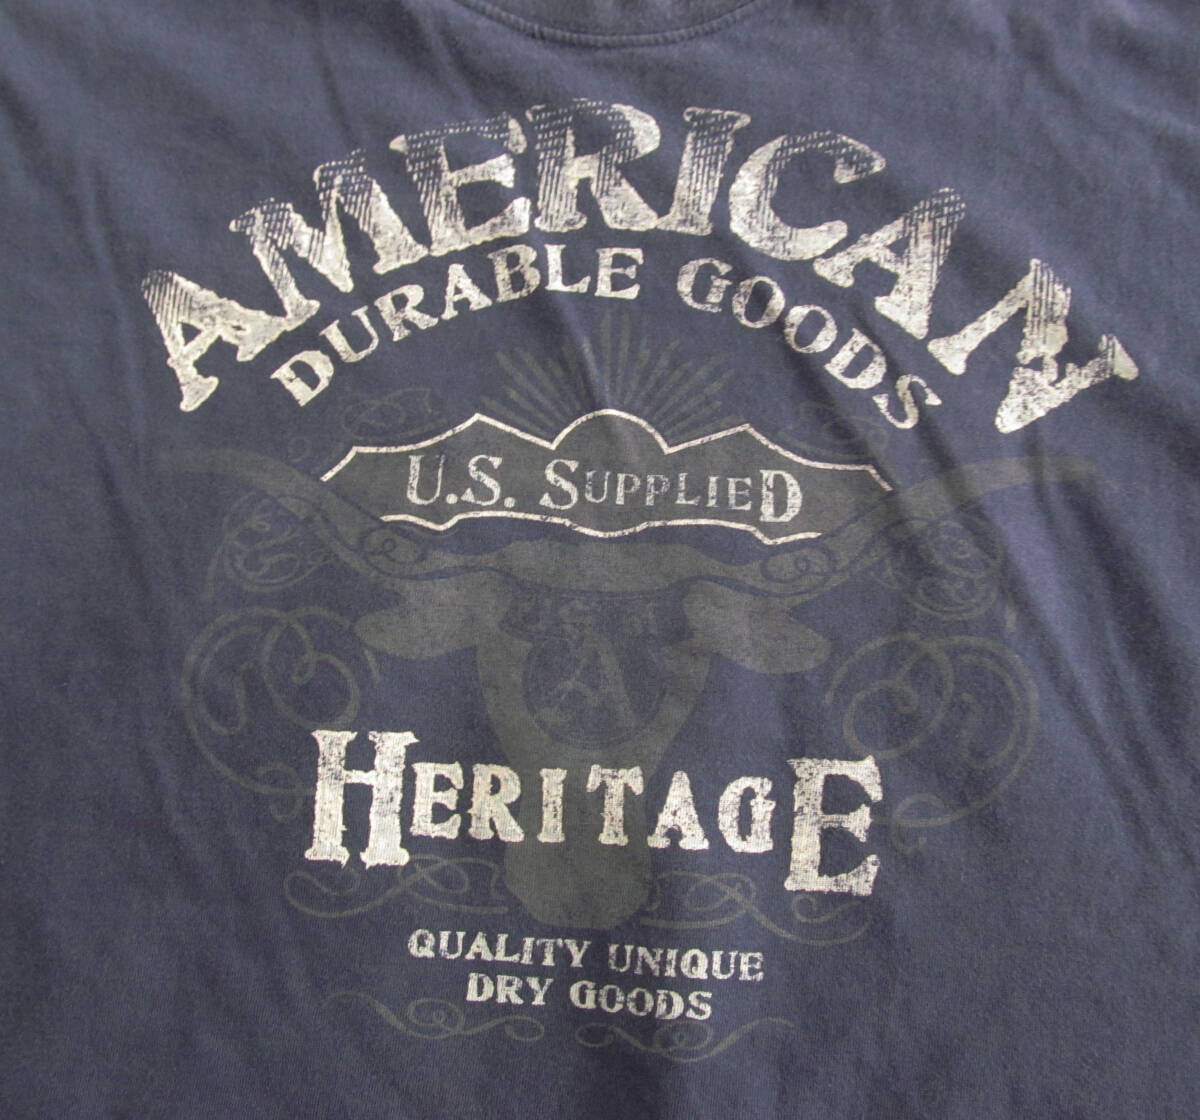 AMERICAN
DURABLE GOODS
U.S. SUPPLIED
A
HERITAGE
QUALITY UNIQUE
DRY GOODS